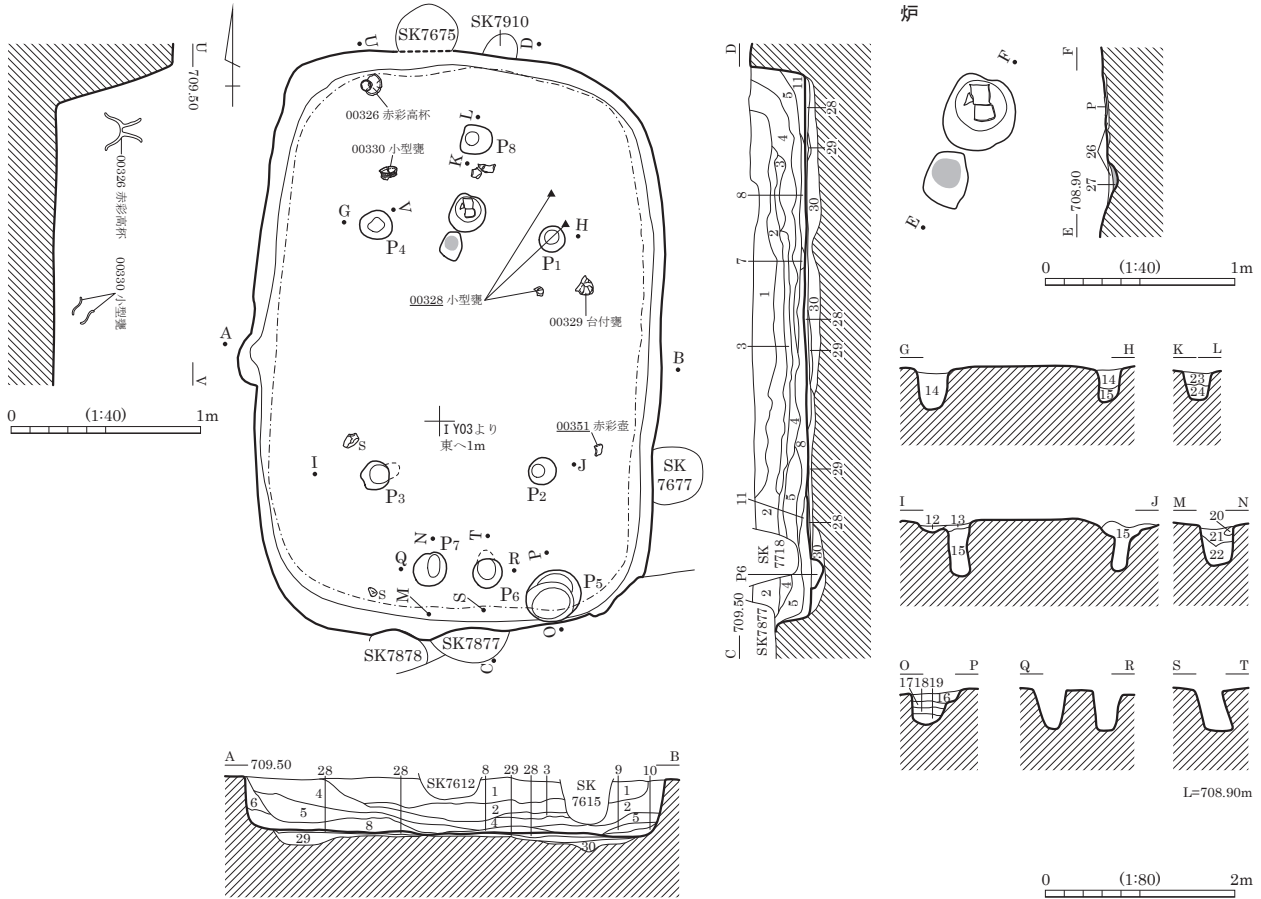 U
709.50
V
00326 赤彩高杯
00330 小型甕
0 (1:40) 1m
SK7675
SK7910
U
D
00326 赤彩高杯
00330 小型甕
L
K
P8
G
V
P4
H
P1
00328 小型甕
00329 台付甕
A
B
I Y03より
東へ1m
00351 赤彩壺
S
I
P3
P2
J
SK
7677
N
P7
T
P
Q
R
P6
P5
S
M
S
O
SK7878
SK7877
C
D
11
5
28
4
29
3
8
30
2
7
1
30
28
3
29
4
8
29
11
5
2
28
SK
7718
30
P6
4
2
5
C
709.50
SK7877
炉
F
E
F
P
26
27
E
708.90
0 (1:40) 1m
G
H
14
14
15
K
L
23
24
I
J
12
13
15
15
M
N
20
21
22
O
P
171819
16
Q
R
S
T
L=708.90m
A
709.50
B
28
28
SK7612
8
29
28
3
SK
7615
9
10
6
4
5
8
29
1
2
4
1
2
5
30
0 (1:80) 2m